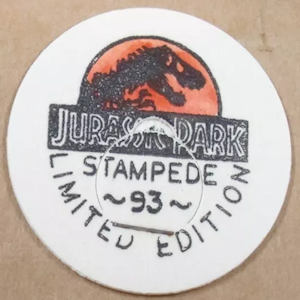 JURASSIC PARK
STAMPEDE
~93~
LIMITED EDITION